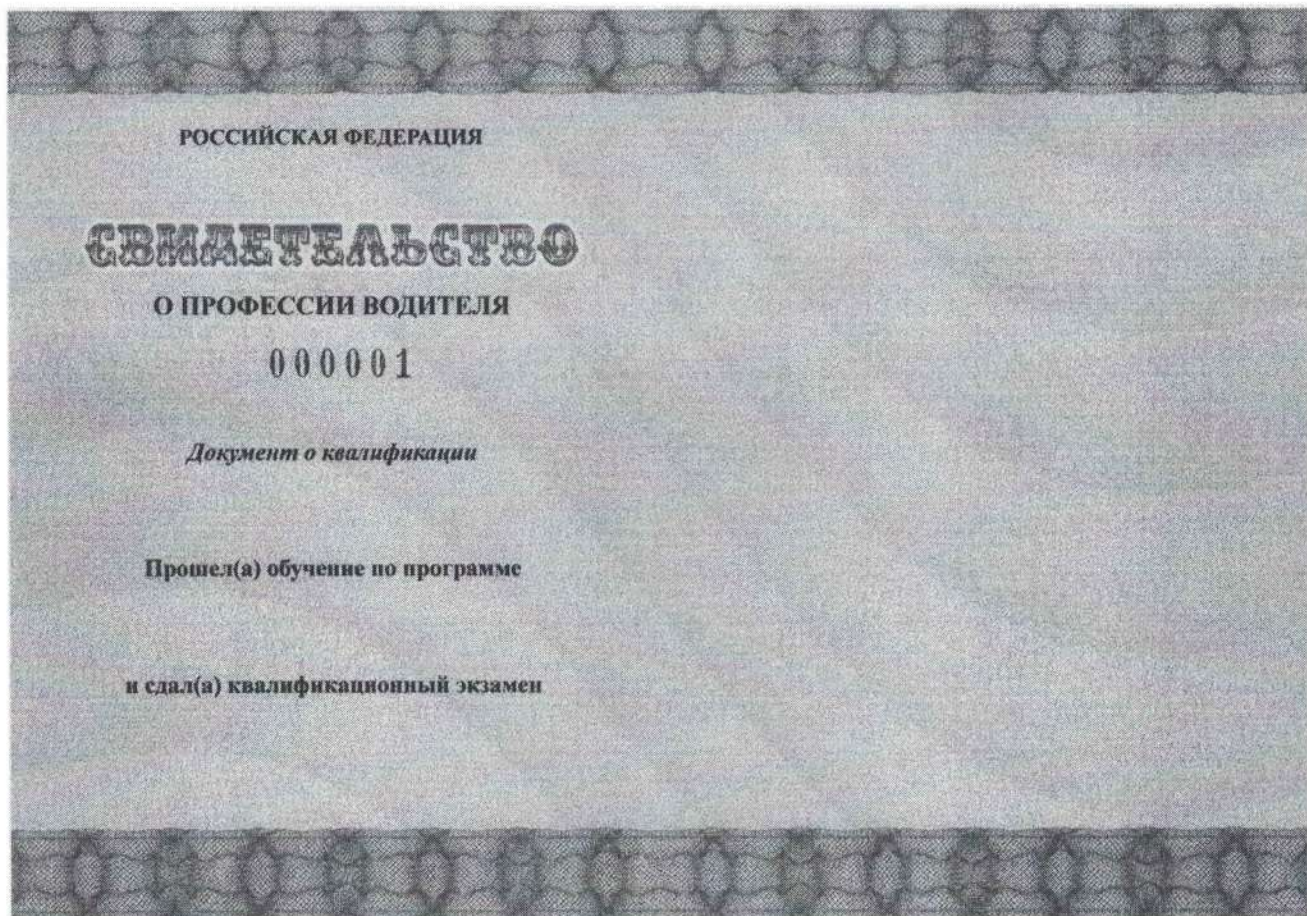 РОССИЙСКАЯ ФЕДЕРАЦИЯ
СВИДЕТЕЛЬСТВО
О ПРОФЕССИИ ВОДИТЕЛЯ
000001
Документ о квалификации
Прошел(а) обучение по программе
и сдал(а) квалификационный экзамен